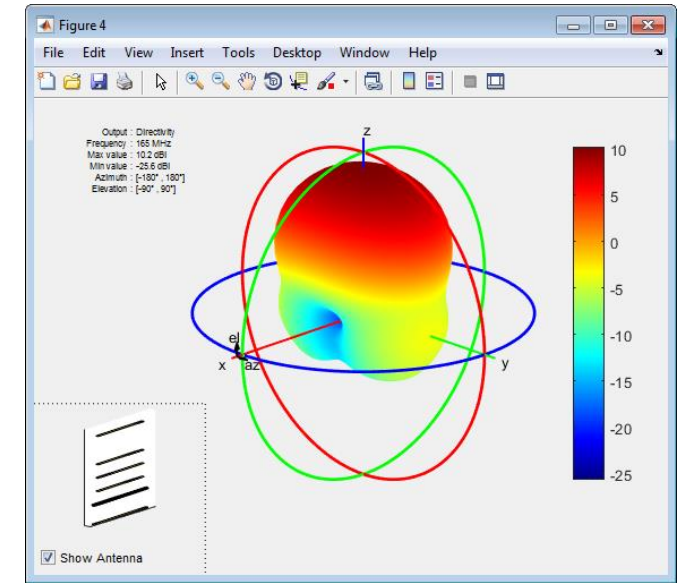 Figure 4
File Edit View Insert Tools Desktop Window Help
Output : Directivity
Frequency : 165 MHz
Max value : 10.2 dBi
Min value : -25.6 dBi
Azimuth : [-180° , 180°]
Elevation : [-90° , 90°]
z
10
5
0
-5
-10
-15
-20
-25
el
x
az
y
Show Antenna